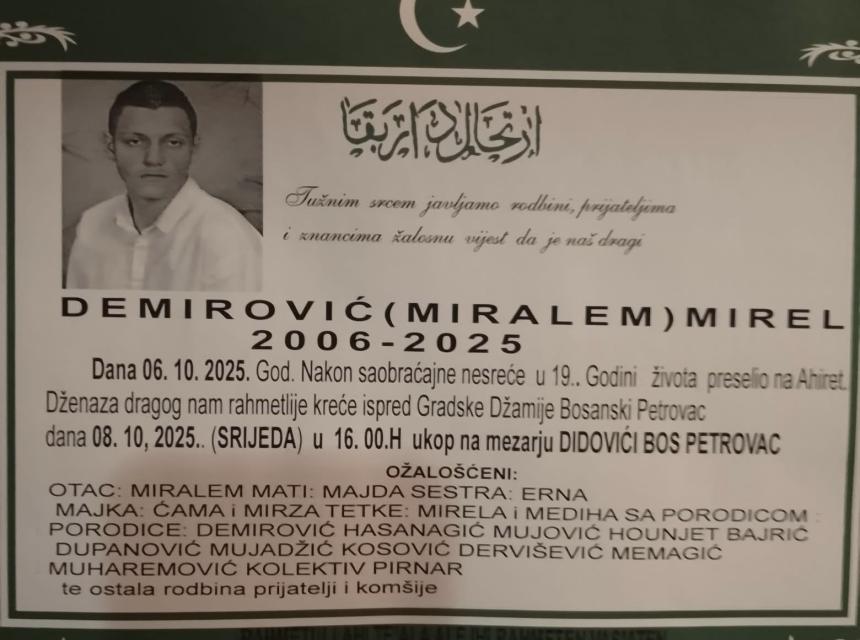 ارتحال دار بقا
Tužnim srcem javljamo rodbini, prijateljima
i znancima žalosnu vijest da je naš dragi
DEMIROVIĆ(MIRALEM)MIREL
2006-2025
Dana 06. 10. 2025. God. Nakon saobraćajne nesreće u 19.. Godini života preselio na Ahiret.
Dženaza dragog nam rahmetlije kreće ispred Gradske Džamije Bosanski Petrovac
dana 08. 10, 2025.. (SRIJEDA) u 16. 00.H ukop na mezarju DIDOVIĆI BOS PETROVAC
OŽALOŠĆENI:
OTAC: MIRALEM MATI: MAJDA SESTRA: ERNA
MAJKA: ĆAMA i MIRZA TETKE: MIRELA i MEDIHA SA PORODICOM :
PORODICE: DEMIROVIĆ HASANAGIĆ MUJOVIĆ HOUNJET BAJRIĆ
DUPANOVIĆ MUJADŽIĆ KOSOVIĆ DERVIŠEVIĆ MEMAGIĆ
MUHAREMOVIĆ KOLEKTIV PIRNAR
te ostala rodbina prijatelji i komšije